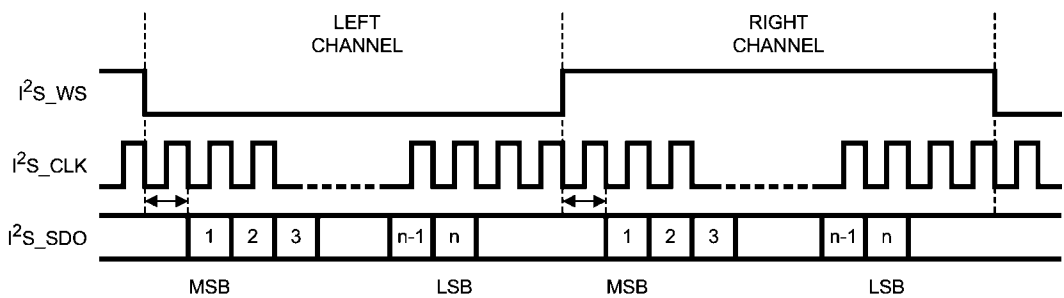 LEFT CHANNEL RIGHT CHANNEL
I²S_WS
I²S_CLK
I²S_SDO 1 2 3 n-1 n 1 2 3 n-1 n
MSB LSB MSB LSB